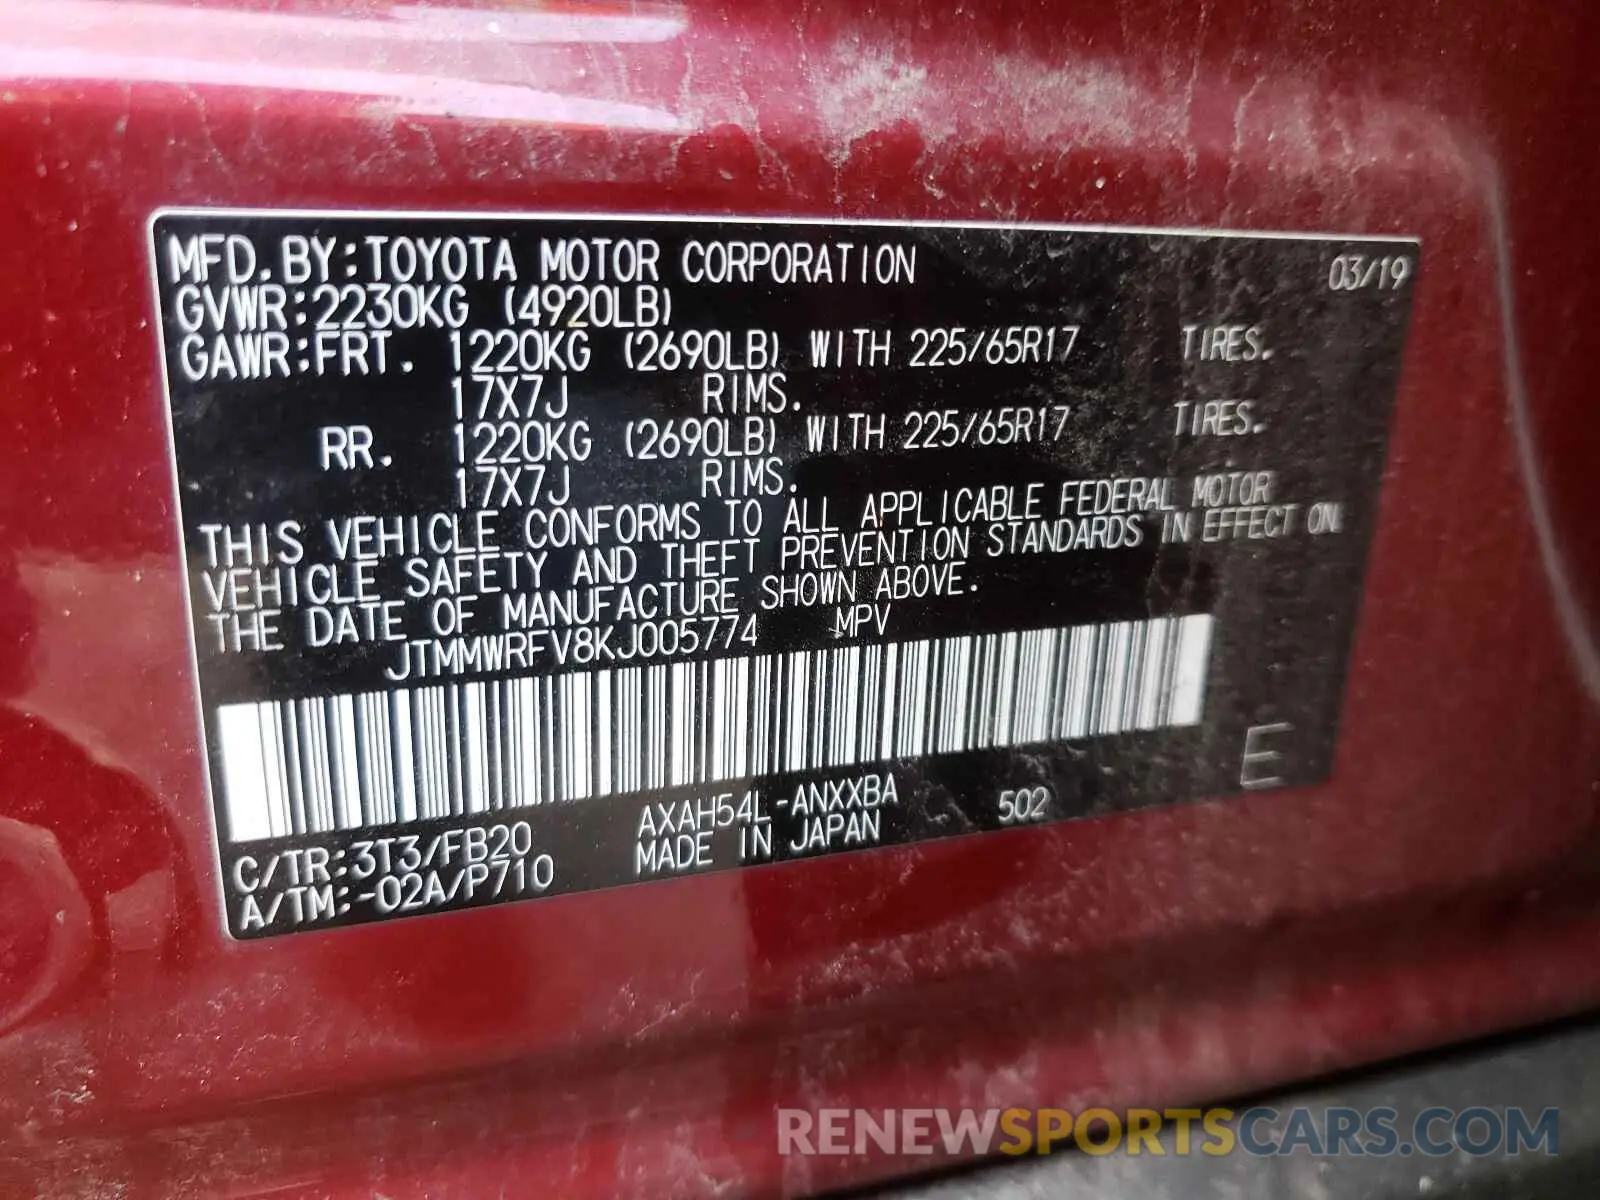 MFD.BY:TOYOTA MOTOR CORPORATION 03/19
GVWR:2230KG (4920LB)
GAWR:FRT. 1220KG (2690LB) WITH 225/65R17 TIRES.
17X7J RIMS.
RR. 1220KG (2690LB) WITH 225/65R17 TIRES.
17X7J RIMS.
THIS VEHICLE CONFORMS TO ALL APPLICABLE FEDERAL MOTOR
VEHICLE SAFETY AND THEFT PREVENTION STANDARDS IN EFFECT ON
THE DATE OF MANUFACTURE SHOWN ABOVE.
JTMMWRFV8KJ005774 MPV
E
C/TR:3T3/FB20 AXAH54L-ANXXBA 502
A/TM:-02A/P710 MADE IN JAPAN
RENEWSPORTSCARS.COM